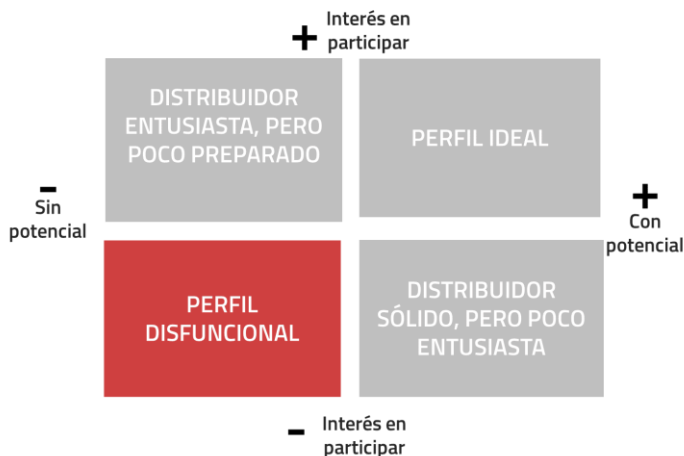 + Interés en
participar
DISTRIBUIDOR
ENTUSIASTA, PERO
POCO PREPARADO
PERFIL IDEAL
-
Sin
potencial
+
Con
potencial
PERFIL
DISFUNCIONAL
DISTRIBUIDOR
SÓLIDO, PERO POCO
ENTUSIASTA
- Interés en
participar